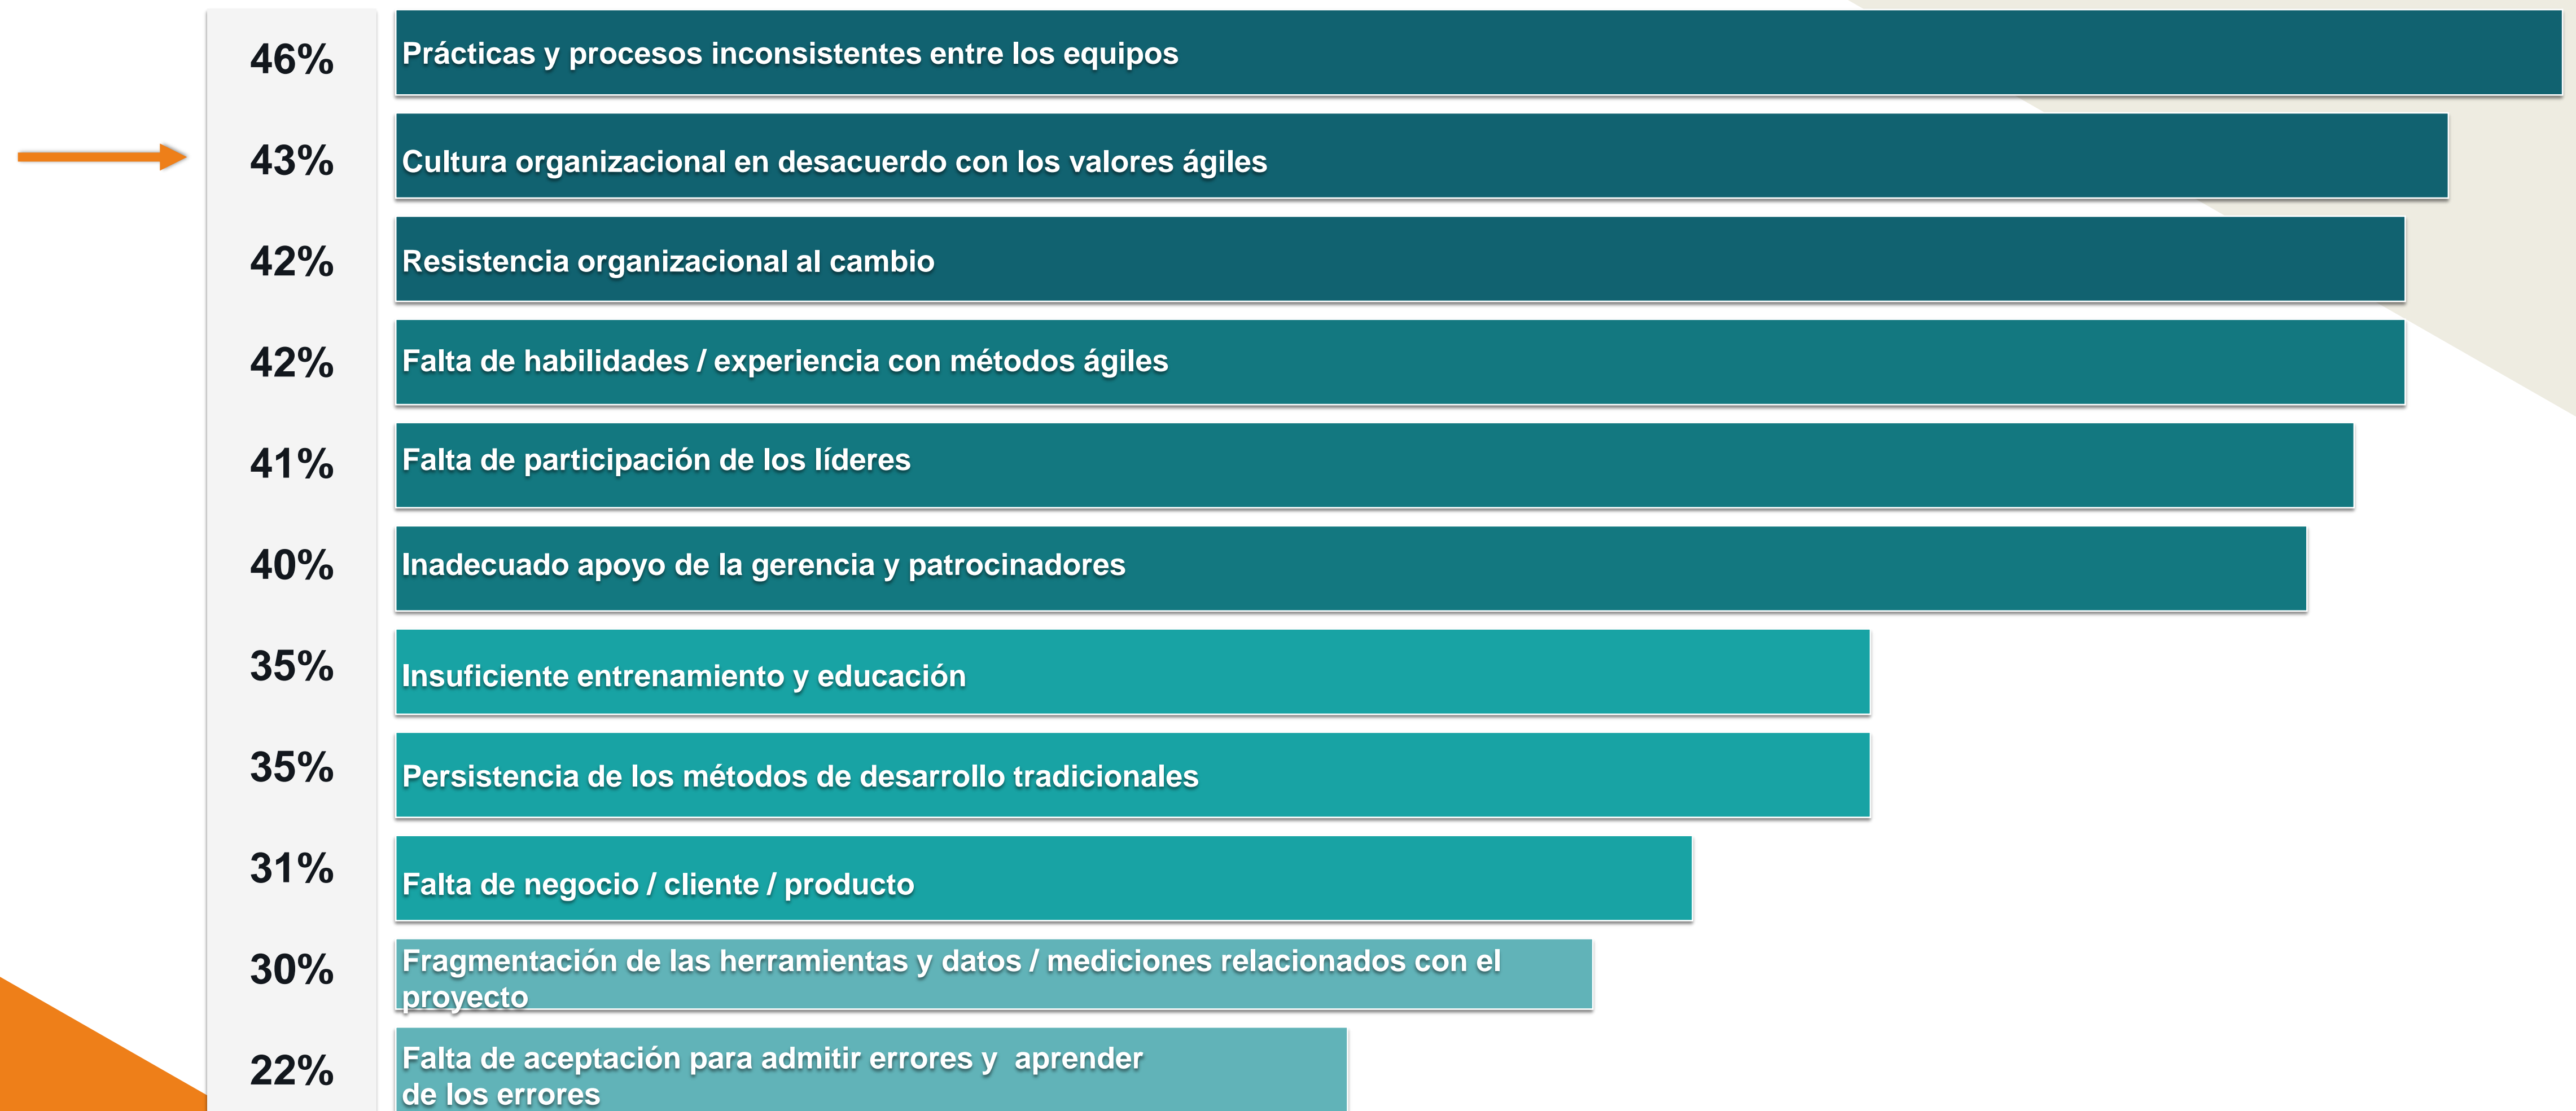 46%
Prácticas y procesos inconsistentes entre los equipos
43%
Cultura organizacional en desacuerdo con los valores ágiles
42%
Resistencia organizacional al cambio
42%
Falta de habilidades / experiencia con métodos ágiles
41%
Falta de participación de los líderes
40%
Inadecuado apoyo de la gerencia y patrocinadores
35%
Insuficiente entrenamiento y educación
35%
Persistencia de los métodos de desarrollo tradicionales
31%
Falta de negocio / cliente / producto
30%
Fragmentación de las herramientas y datos / mediciones relacionados con el
proyecto
22%
Falta de aceptación para admitir errores y  aprender
de los errores